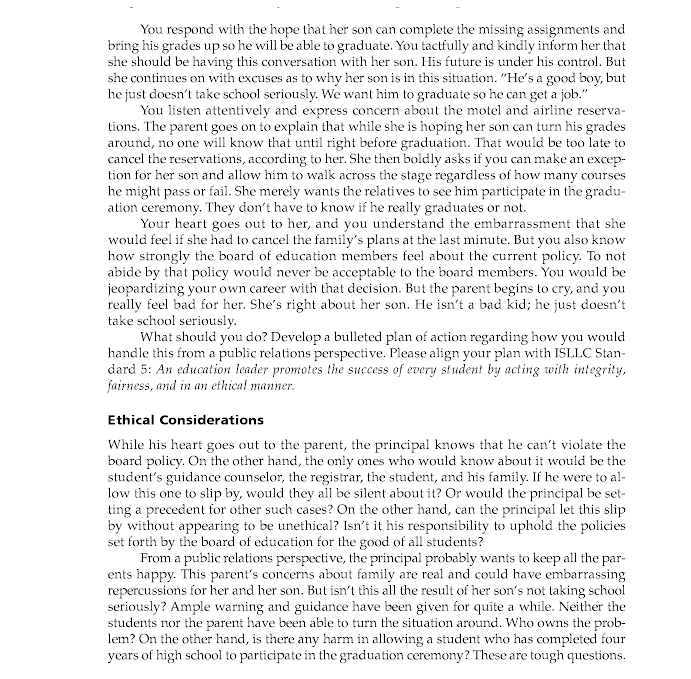 You respond with the hope that her son can complete the missing assignments and
bring his grades up so he will be able to graduate. You tactfully and kindly inform her that
she should be having this conversation with her son. His future is under his control. But
she continues on with excuses as to why her son is in this situation. “He’s a good boy, but
he just doesn’t take school seriously. We want him to graduate so he can get a job.”
You listen attentively and express concern about the motel and airline reserva-
tions. The parent goes on to explain that while she is hoping her son can turn his grades
around, no one will know that until right before graduation. That would be too late to
cancel the reservations, according to her. She then boldly asks if you can make an excep-
tion for her son and allow him to walk across the stage regardless of how many courses
he might pass or fail. She merely wants the relatives to see him participate in the gradu-
ation ceremony. They don’t have to know if he really graduates or not.
Your heart goes out to her, and you understand the embarrassment that she
would feel if she had to cancel the family’s plans at the last minute. But you also know
how strongly the board of education members feel about the current policy. To not
abide by that policy would never be acceptable to the board members. You would be
jeopardizing your own career with that decision. But the parent begins to cry, and you
really feel bad for her. She’s right about her son. He isn’t a bad kid; he just doesn’t
take school seriously.
What should you do? Develop a bulleted plan of action regarding how you would
handle this from a public relations perspective. Please align your plan with ISLLC Stan-
dard 5: An education leader promotes the success of every student by acting with integrity,
fairness, and in an ethical manner.
Ethical Considerations
While his heart goes out to the parent, the principal knows that he can’t violate the
board policy. On the other hand, the only ones who would know about it would be the
student’s guidance counselor, the registrar, the student, and his family. If he were to al-
low this one to slip by, would they all be silent about it? Or would the principal be set-
ting a precedent for other such cases? On the other hand, can the principal let this slip
by without appearing to be unethical? Isn’t it his responsibility to uphold the policies
set forth by the board of education for the good of all students?
From a public relations perspective, the principal probably wants to keep all the par-
ents happy. This parent’s concerns about family are real and could have embarrassing
repercussions for her and her son. But isn’t this all the result of her son’s not taking school
seriously? Ample warning and guidance have been given for quite a while. Neither the
students nor the parent have been able to turn the situation around. Who owns the prob-
lem? On the other hand, is there any harm in allowing a student who has completed four
years of high school to participate in the graduation ceremony? These are tough questions.